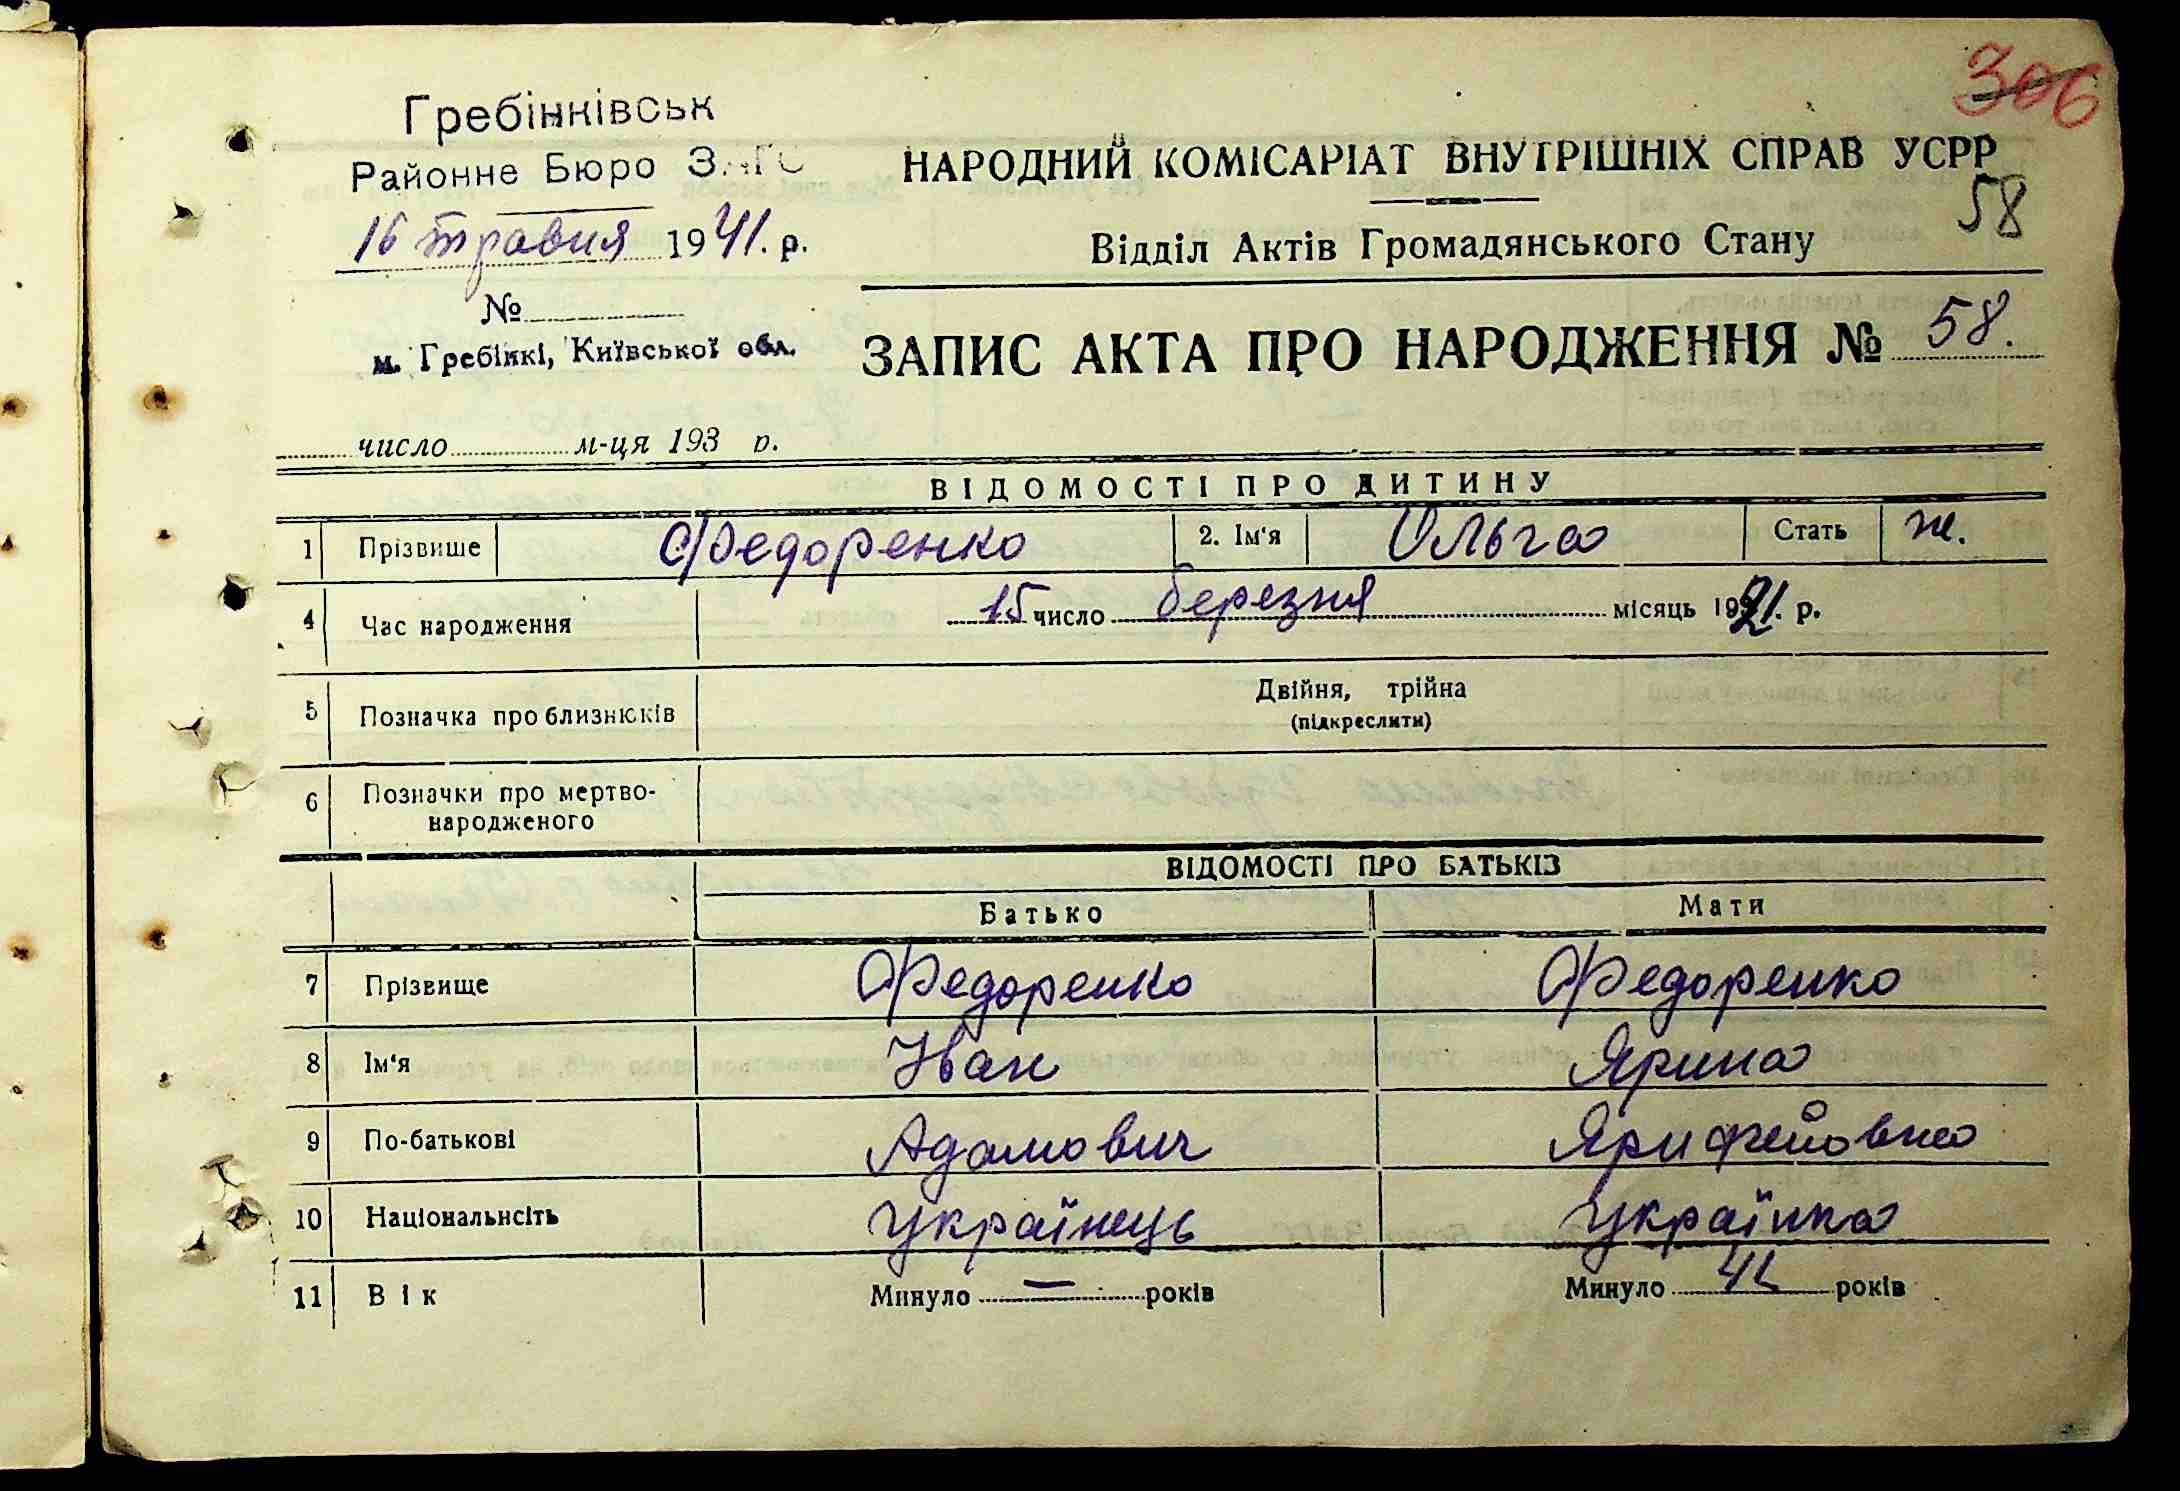 306
Гребінківськ
Районне Бюро ЗАГС
16 травня 1941. р.
№
м. Гребінкі, Київської обл.
НАРОДНИЙ КОМІСАРІАТ ВНУТРІШНІХ СПРАВ УСРР
58
Відділ Актів Громадянського Стану
ЗАПИС АКТА ПРО НАРОДЖЕННЯ № 58.
число м-ця 193 р.
ВІДОМОСТІ ПРО ДИТИНУ
1 Прізвище Федоренко 2. Ім'я Ольга Стать ж.
4 Час народження 15 число березня місяць 1921. р.
5 Позначка про близнюків Двійня, трійна
(підкреслити)
6 Позначки про мертво-
народженого
ВІДОМОСТІ ПРО БАТЬКІВ
Батько Мати
7 Прізвище Федоренко Федоренко
8 Ім'я Іван Ярина
9 По-батькові Адамович
10 Національнсіть Українець Українка
11 Вік Минуло — років Минуло років